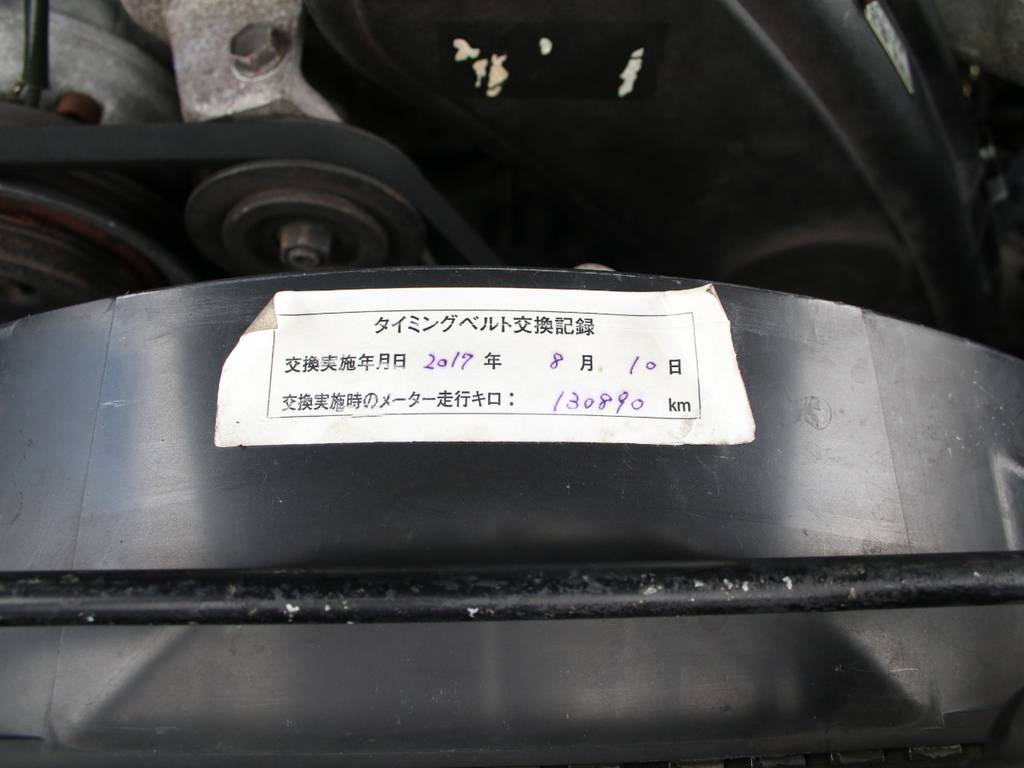 タイミングベルト交換記録
交換実施年月日 2017 年 8 月 10 日
交換実施時のメーター走行キロ： 130890 km